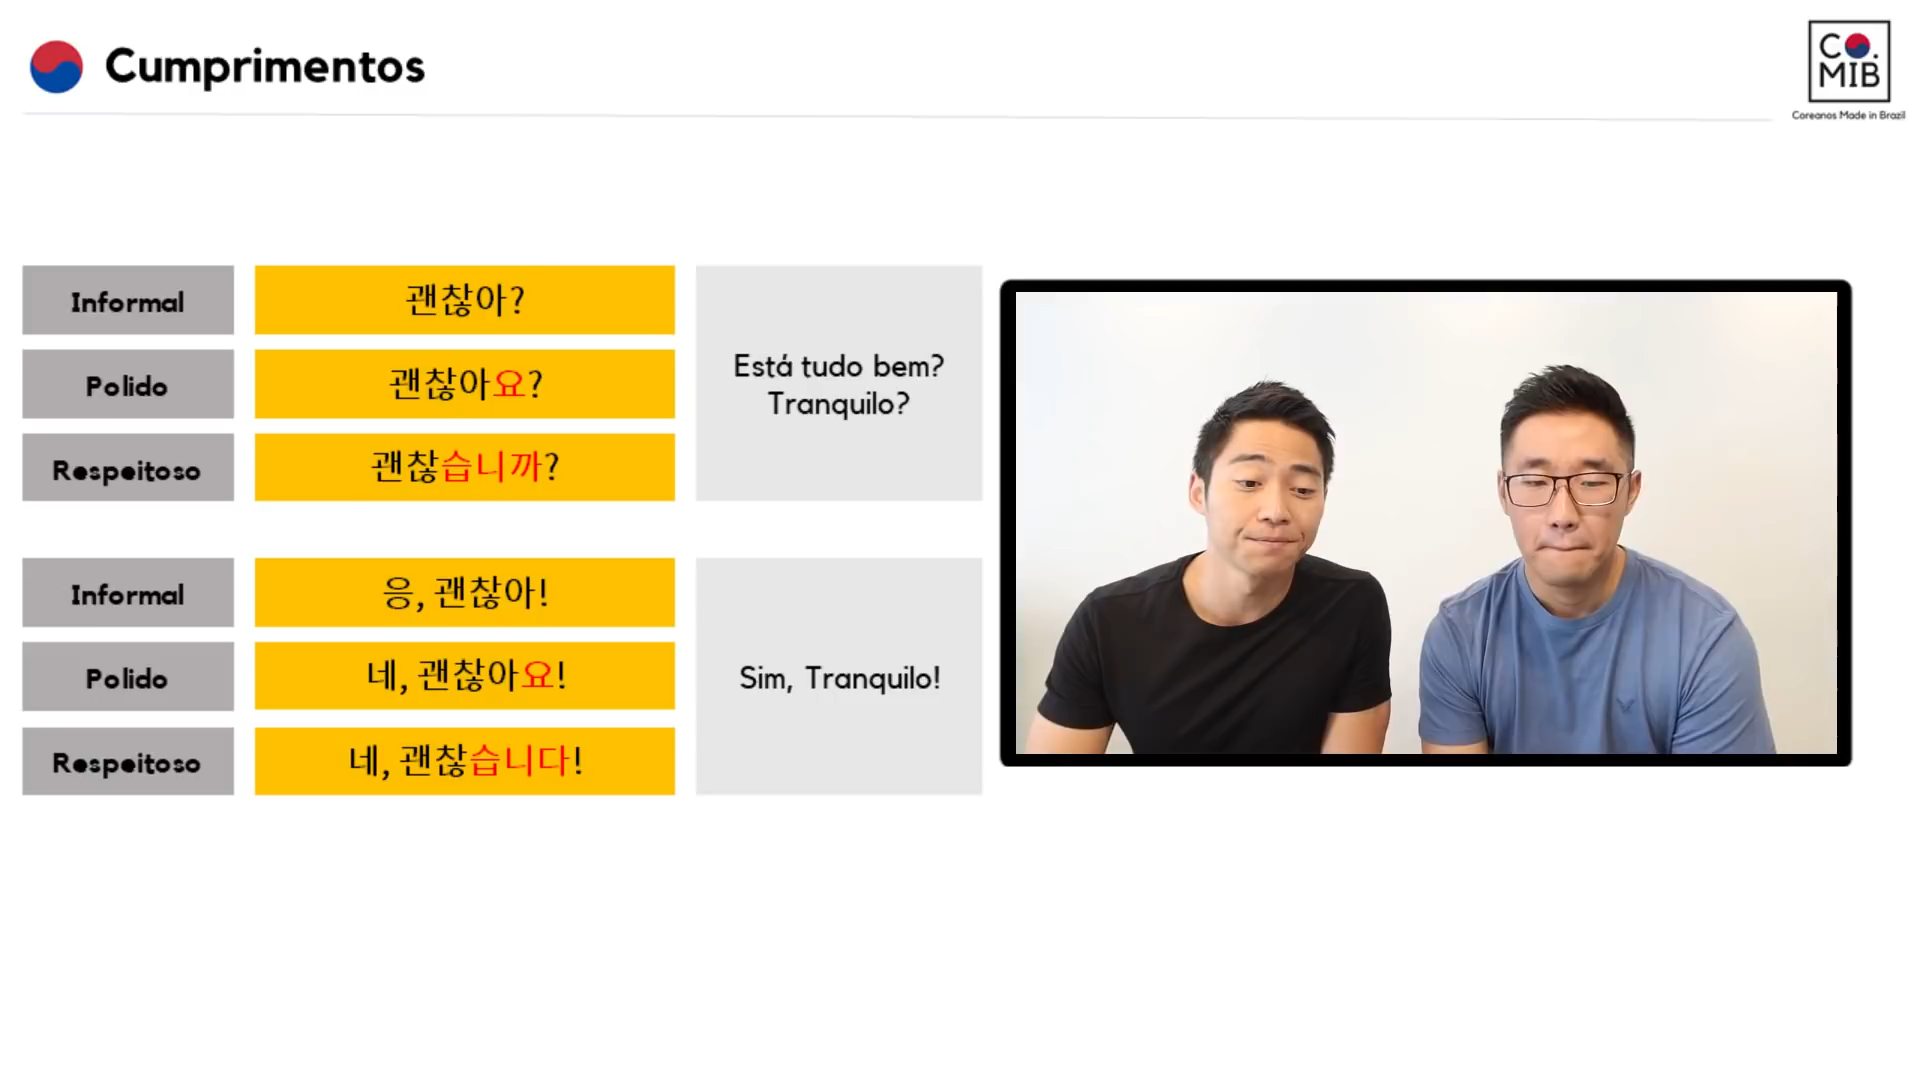 Cumprimentos
CO.
MIB
Coreanos Made in Brazil
Informal
괜찮아?
Polido
괜찮아요?
Respeitoso
괜찮습니까?
Está tudo bem?
Tranquilo?
Informal
응, 괜찮아!
Polido
네, 괜찮아요!
Respeitoso
네, 괜찮습니다!
Sim, Tranquilo!